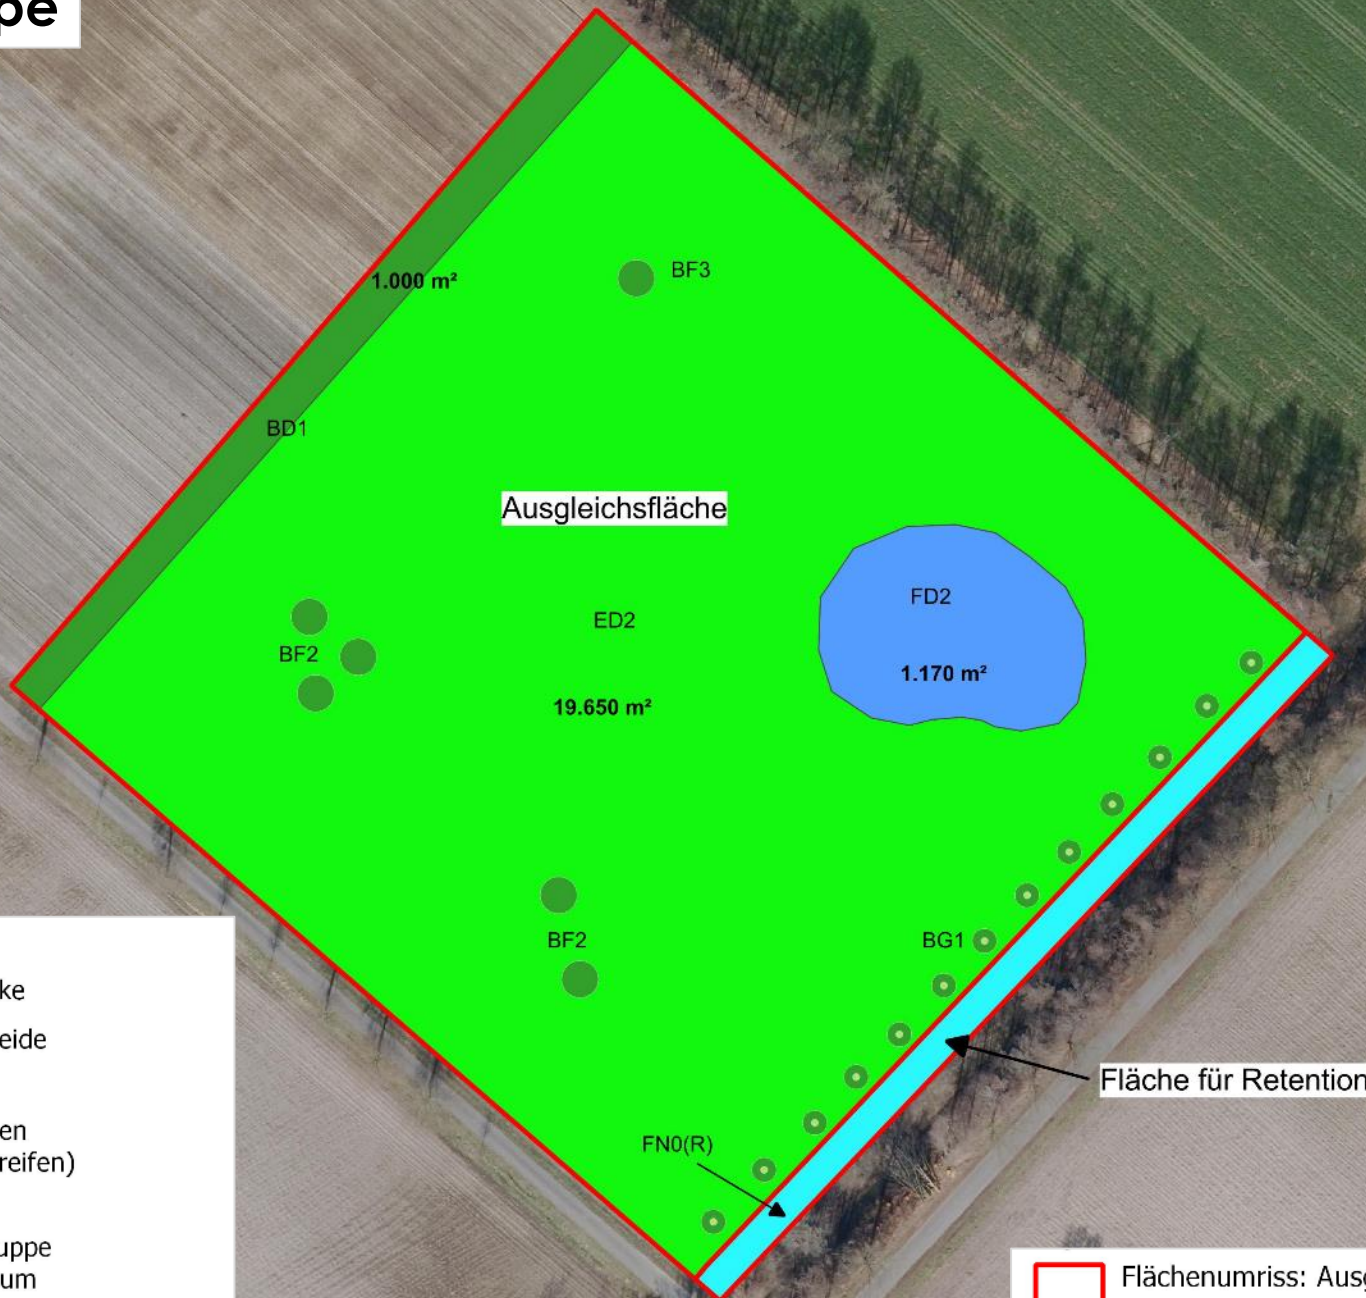 pe
BF3
1.000 m²
BD1
Ausgleichsfläche
FD2
ED2
BF2
1.170 m²
19.650 m²
BF2
BG1
ke
eide
Fläche für Retention
en
reifen)
FN0(R)
uppe
um
Flächenumriss: Ausg